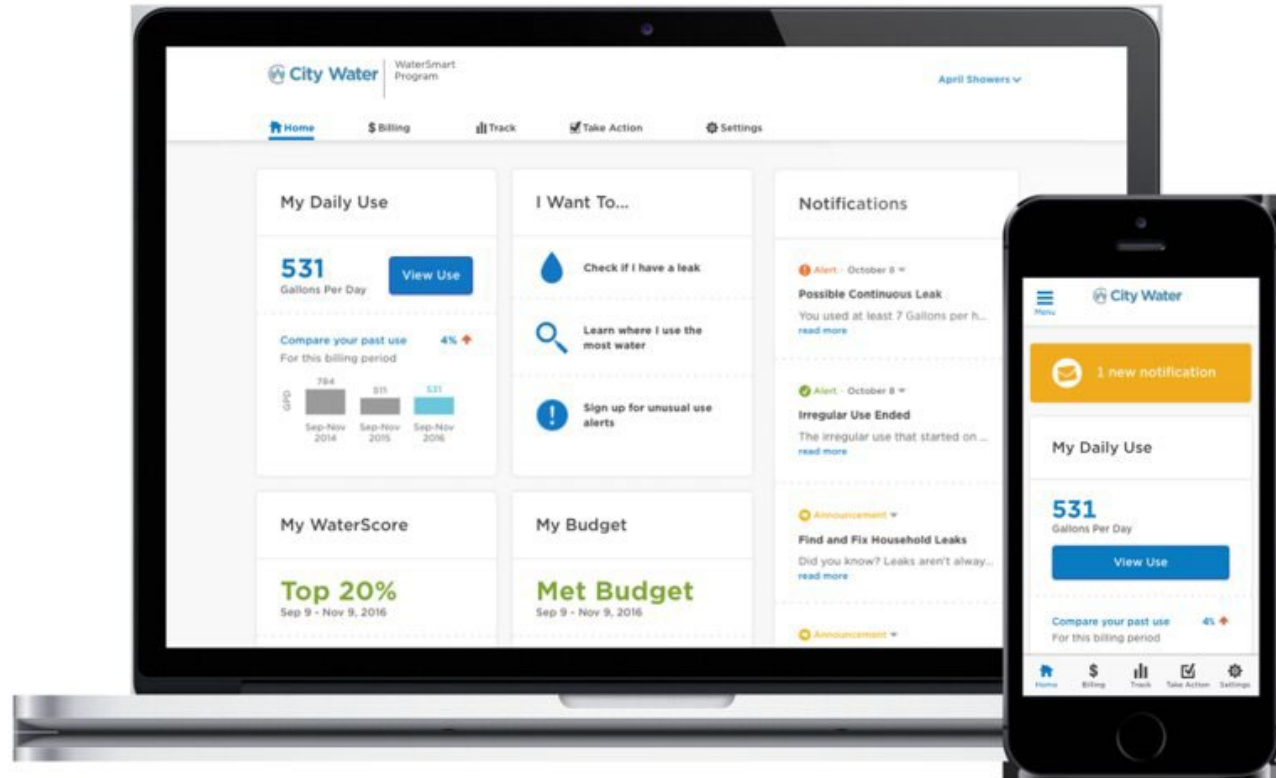 City Water
WaterSmart
Program
April Showers
Home
$ Billing
Track
Take Action
Settings
My Daily Use
531
Gallons Per Day
View Use
Compare your past use 4%
For this billing period
GPD
784
511
531
Sep-Nov
2014
Sep-Nov
2015
Sep-Nov
2016
I Want To...
Check if I have a leak
Learn where I use the
most water
Sign up for unusual use
alerts
Notifications
Alert - October 8
Possible Continuous Leak
You used at least 7 Gallons per h...
read more
Alert - October 8
Irregular Use Ended
The irregular use that started on ...
read more
Announcement
Find and Fix Household Leaks
Did you know? Leaks aren't alway...
read more
Announcement
My WaterScore
Top 20%
Sep 9 - Nov 9, 2016
My Budget
Met Budget
Sep 9 - Nov 9, 2016
Menu
City Water
1 new notification
My Daily Use
531
Gallons Per Day
View Use
Compare your past use 4%
For this billing period
Home
$
Billing
Track
Take Action
Settings